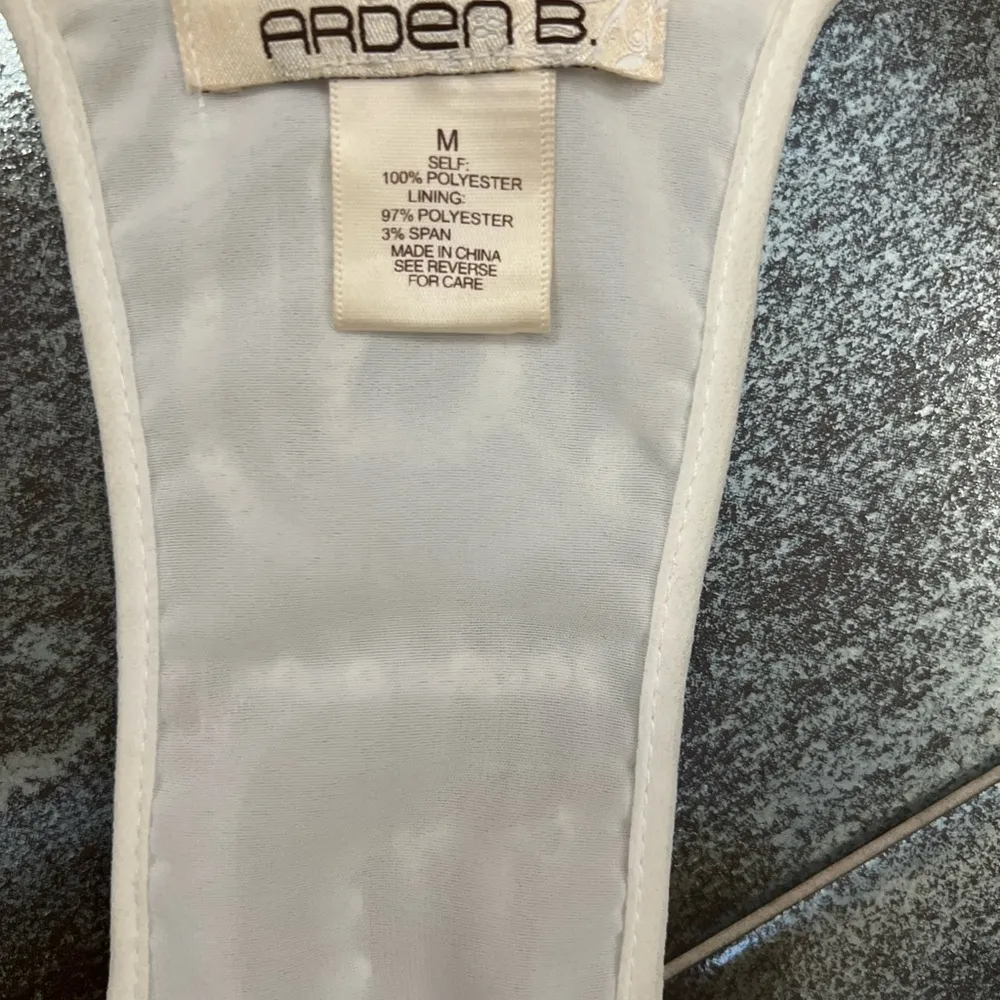 ARDEN B.
M
SELF:
100% POLYESTER
LINING:
97% POLYESTER
3% SPAN
MADE IN CHINA
SEE REVERSE
FOR CARE